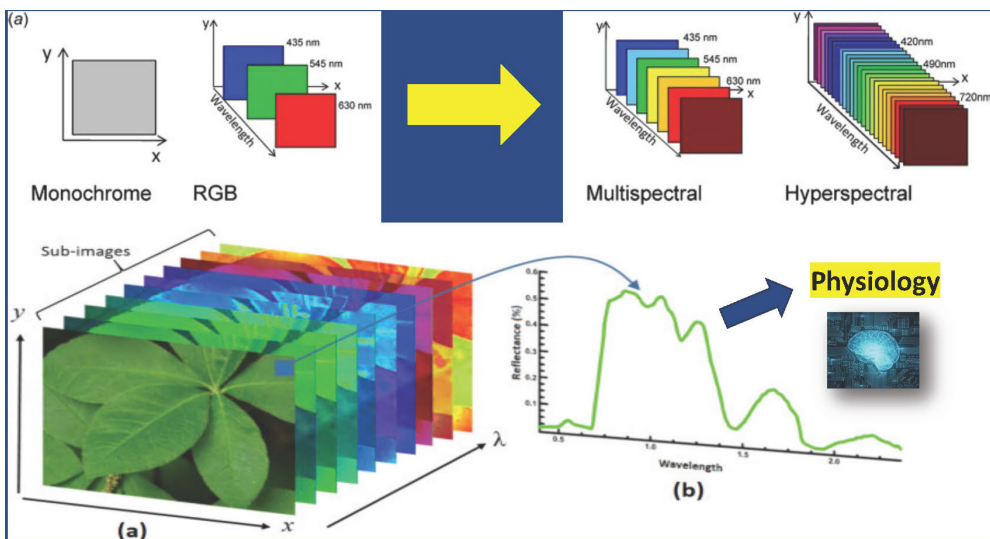 (a)
y
x
Monochrome
y
435 nm
545 nm
x
630 nm
Wavelength
RGB
y
435 nm
545 nm
x
630 nm
Wavelength
Multispectral
y
420nm
490nm
x
720nm
Wavelength
Hyperspectral
Sub-images
y
x
λ
(a)
0.6
0.5
0.4
0.3
0.2
0.1
Reflectance (%)
0.5
1.0
1.5
2.0
Wavelength
(b)
Physiology